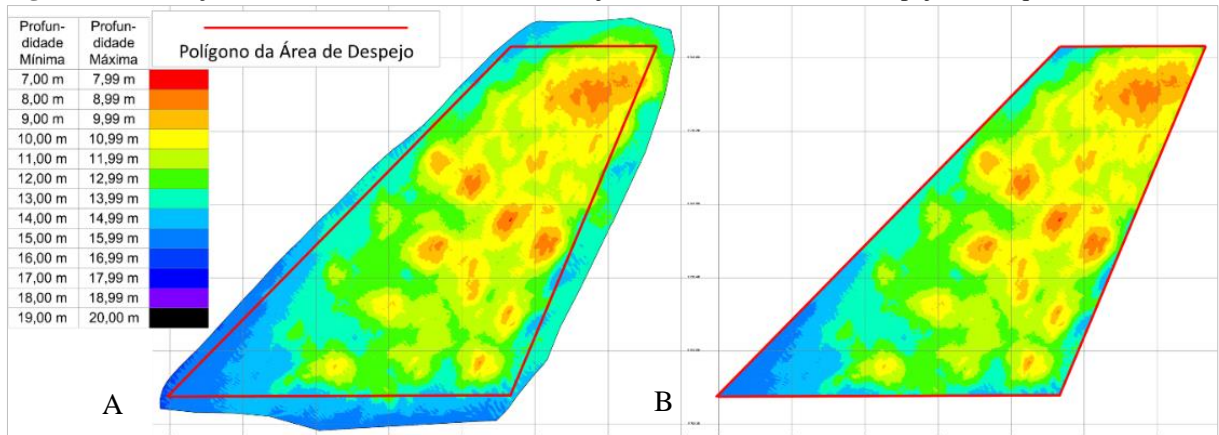 Profun-
didade
Mínima
Profun-
didade
Máxima
Polígono da Área de Despejo
7,00 m 7,99 m
8,00 m 8,99 m
9,00 m 9,99 m
10,00 m 10,99 m
11,00 m 11,99 m
12,00 m 12,99 m
13,00 m 13,99 m
14,00 m 14,99 m
15,00 m 15,99 m
16,00 m 16,99 m
17,00 m 17,99 m
18,00 m 18,99 m
19,00 m 20,00 m
A
B